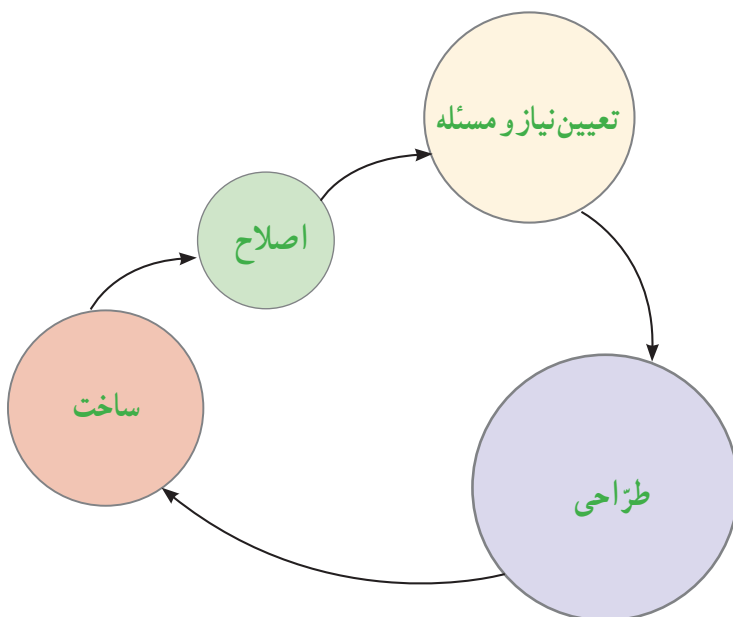 تعیین نیاز و مسئله
اصلاح
ساخت
طرّاحی